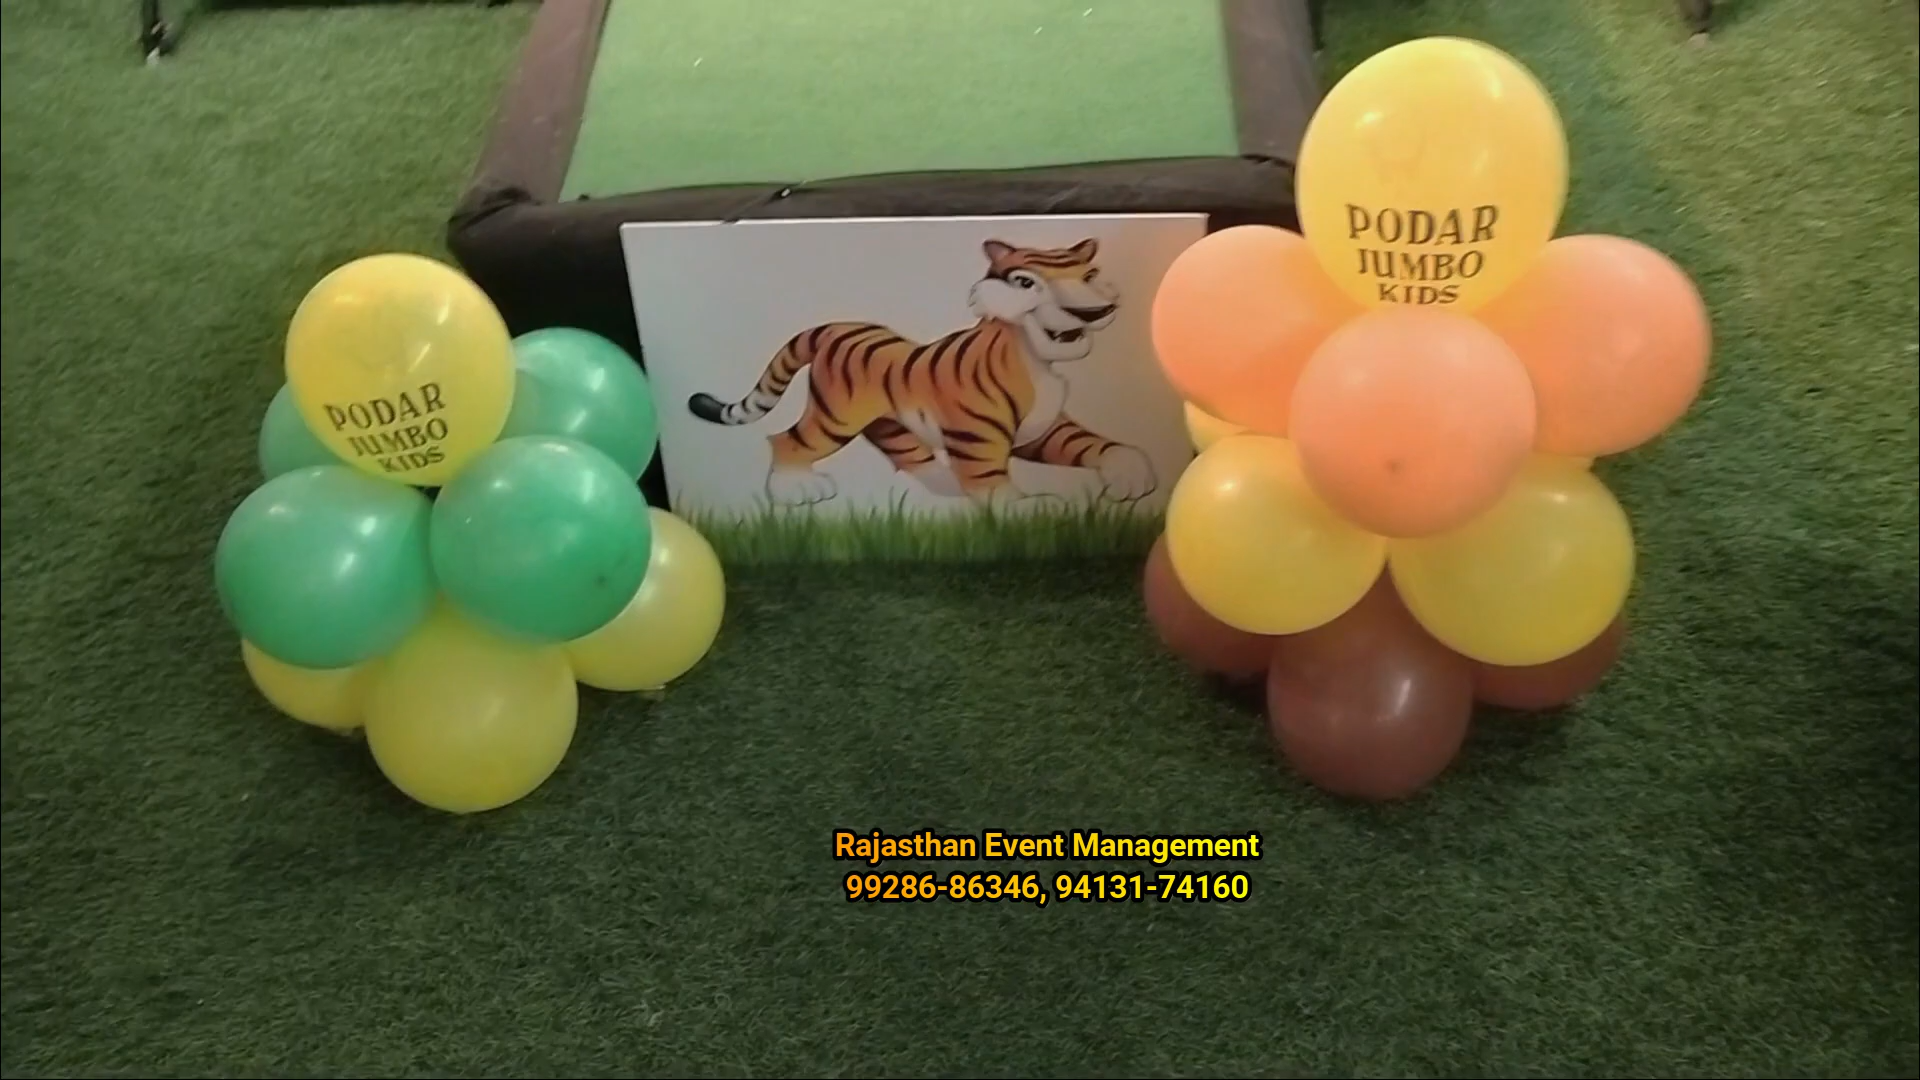 PODAR
JUMBO
KIDS
PODAR
JUMBO
KIDS
Rajasthan Event Management
99286-86346, 94131-74160